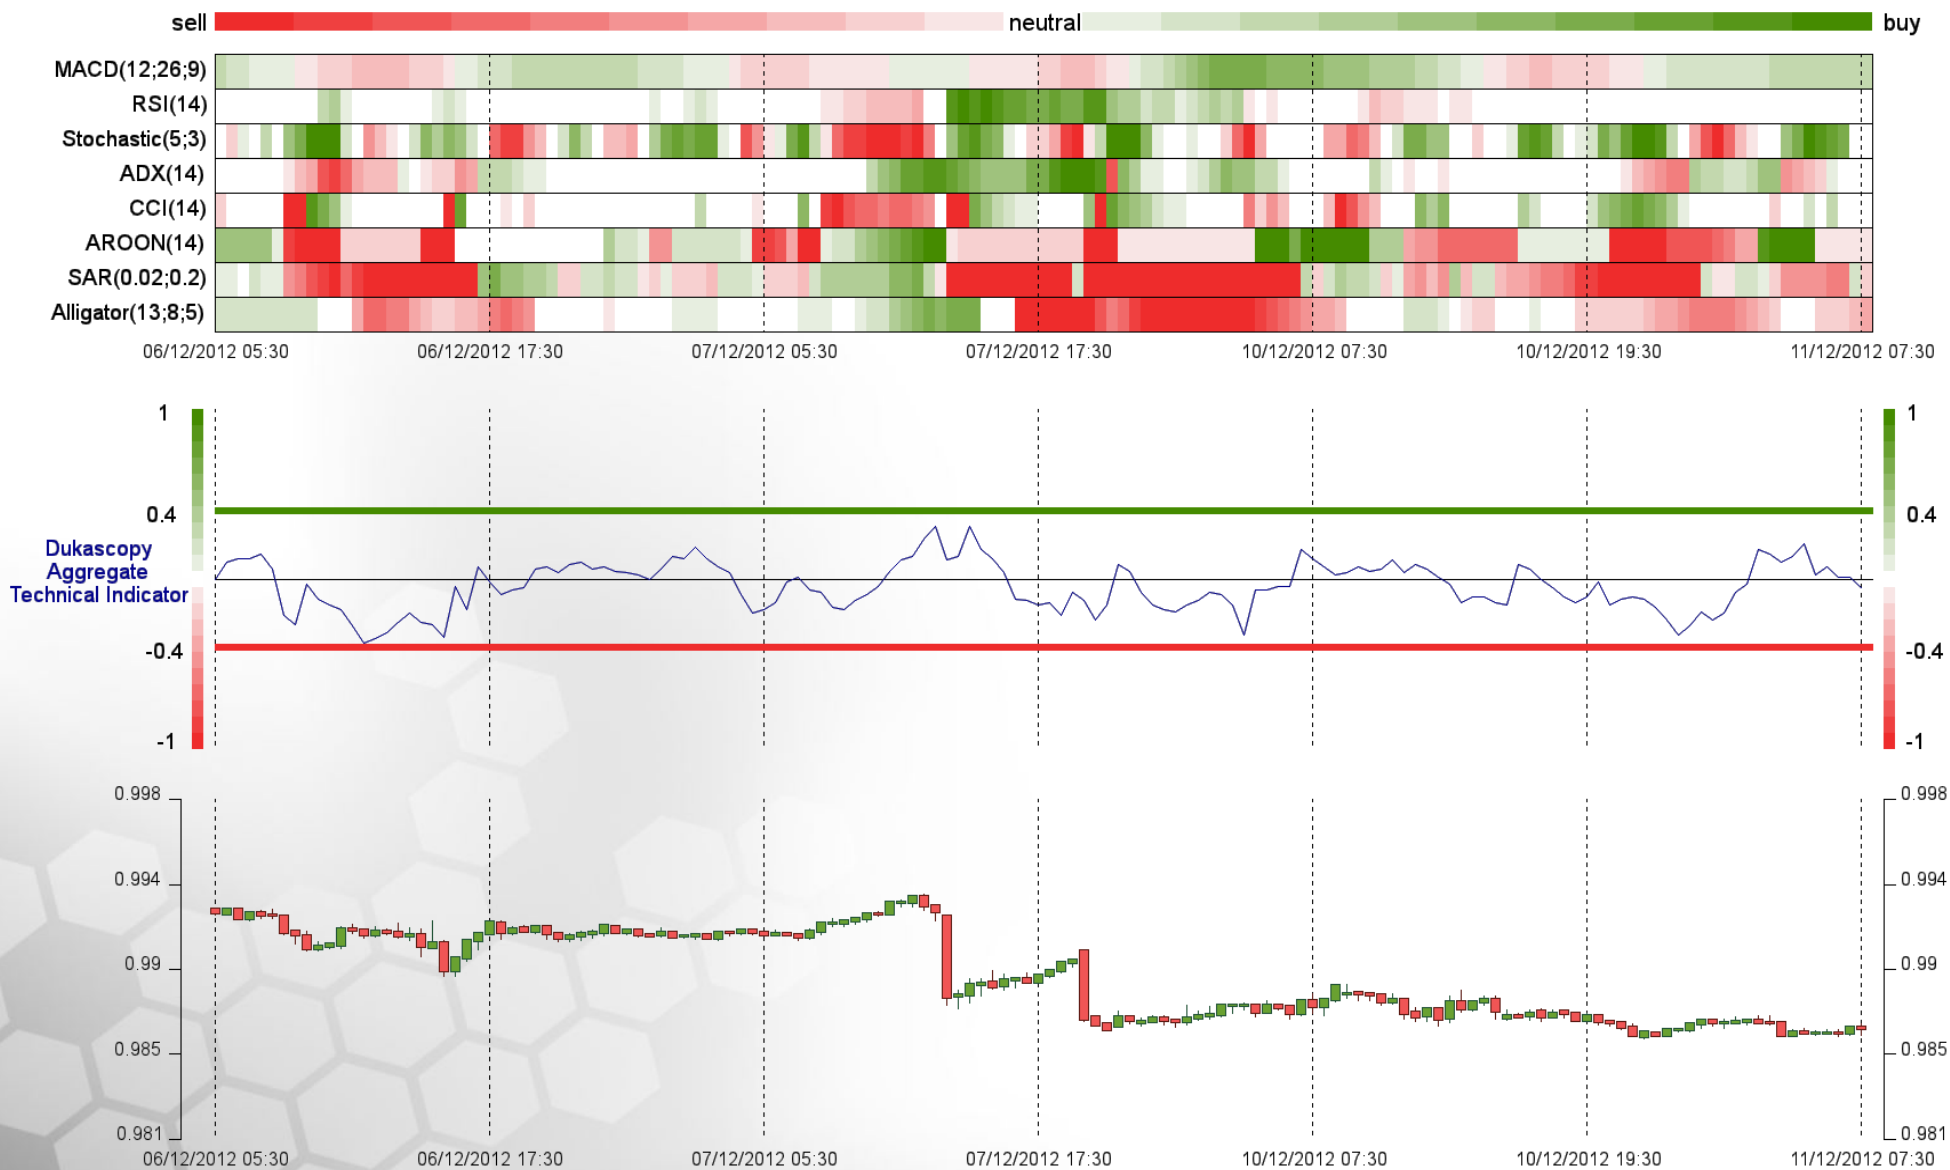 sell neutral buy
MACD(12;26;9)
RSI(14)
Stochastic(5;3)
ADX(14)
CCI(14)
AROON(14)
SAR(0.02;0.2)
Alligator(13;8;5)
06/12/2012 05:30 06/12/2012 17:30 07/12/2012 05:30 07/12/2012 17:30 10/12/2012 07:30 10/12/2012 19:30 11/12/2012 07:30
1 1
0.4 0.4
Dukascopy
Aggregate
Technical Indicator
-0.4 -0.4
-1 -1
0.998 0.998
0.994 0.994
0.99 0.99
0.985 0.985
0.981 0.981
06/12/2012 05:30 06/12/2012 17:30 07/12/2012 05:30 07/12/2012 17:30 10/12/2012 07:30 10/12/2012 19:30 11/12/2012 07:30